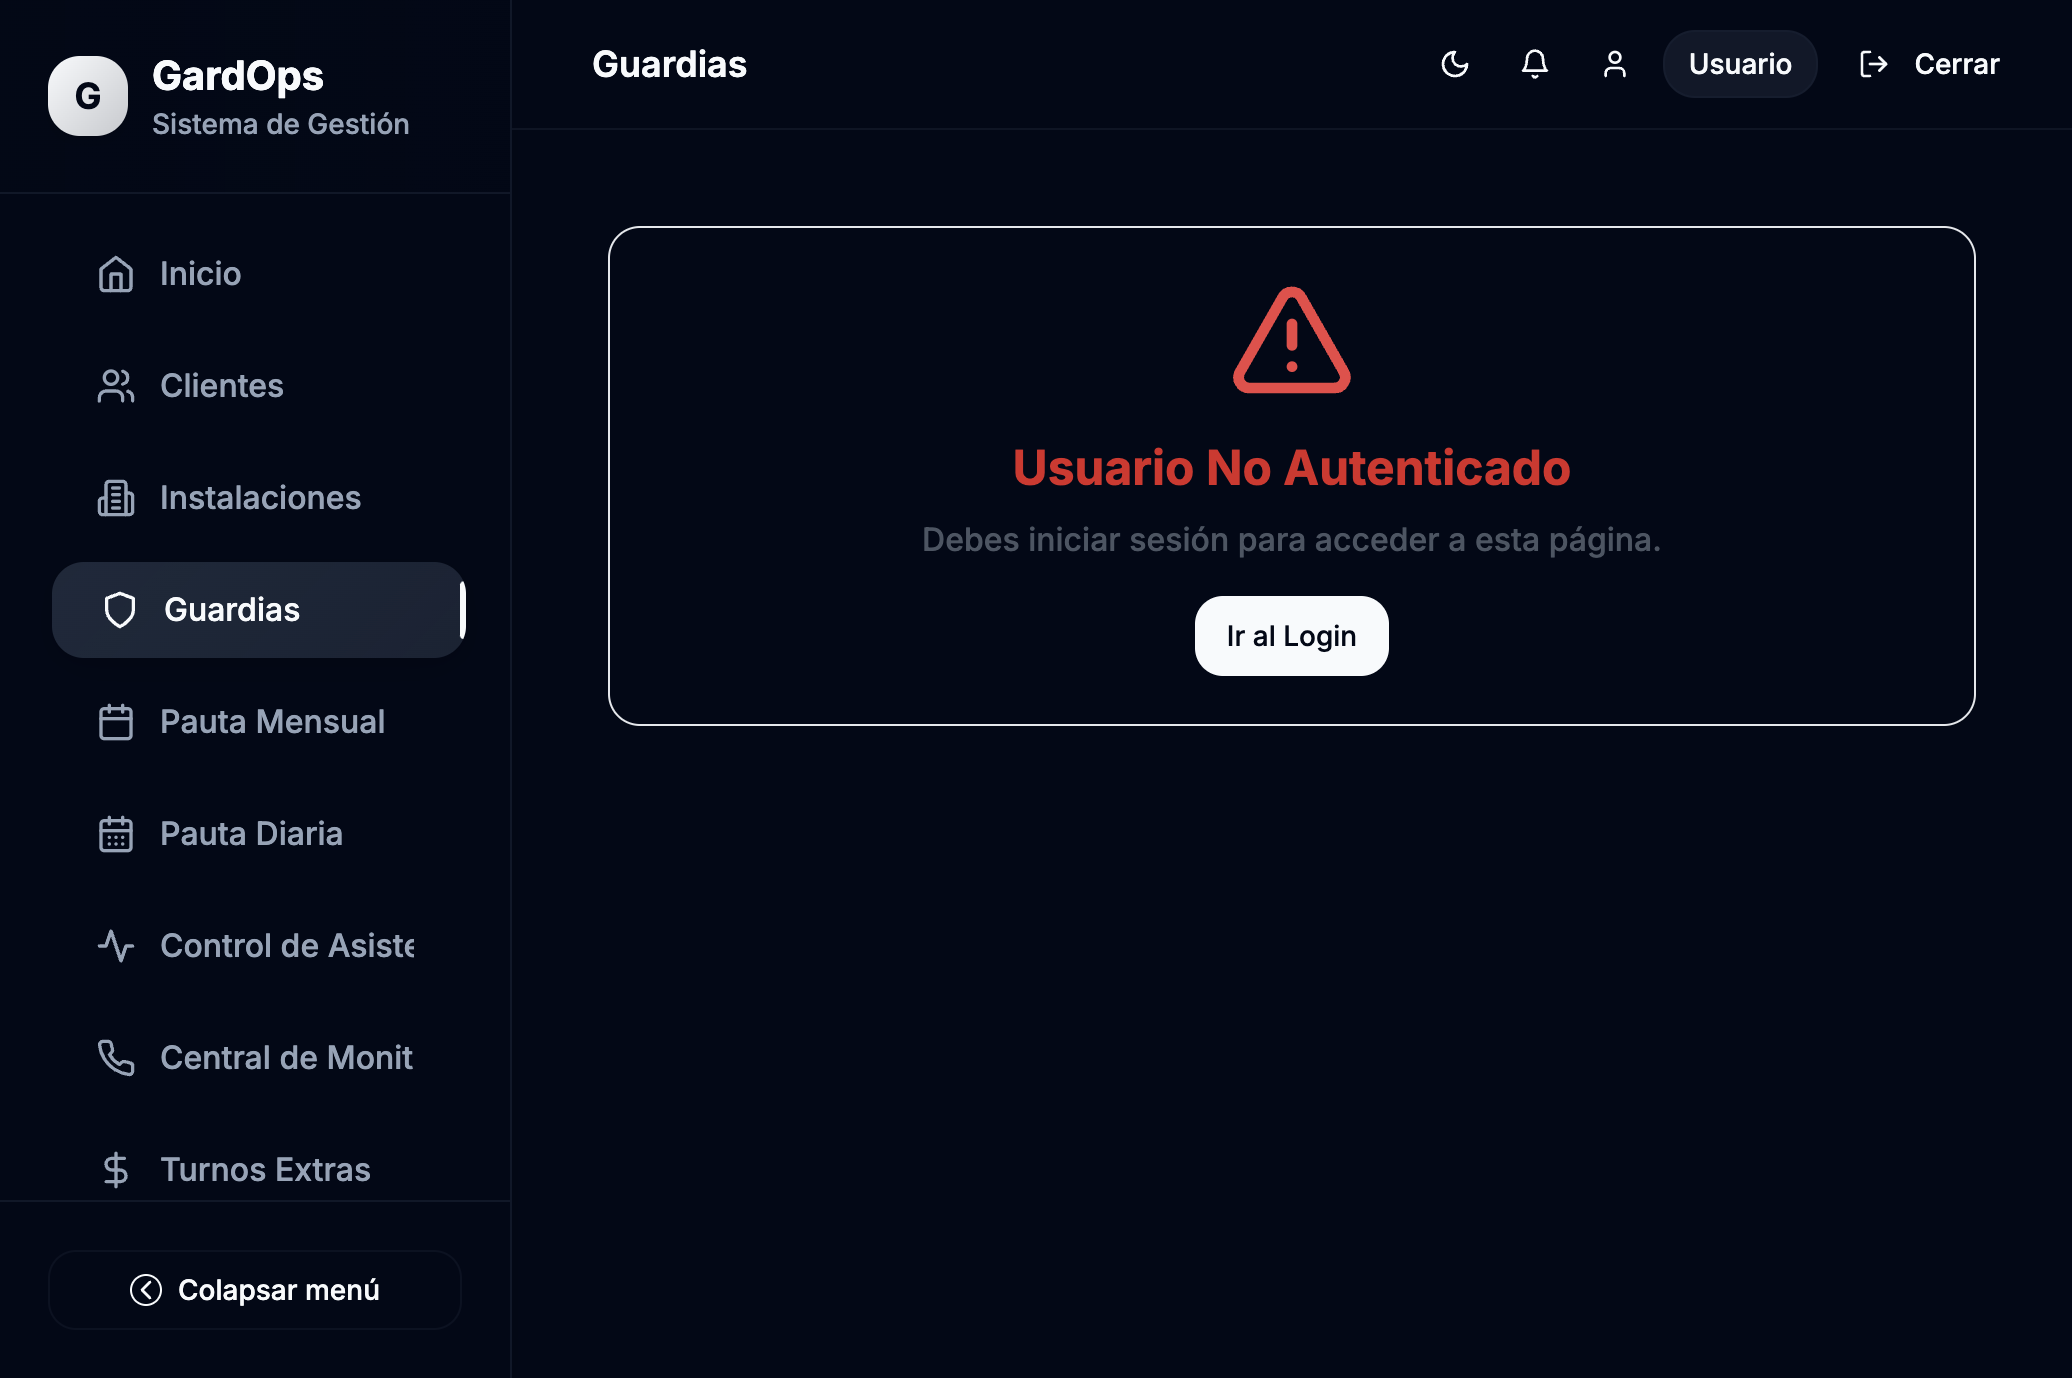 G
GardOps
Sistema de Gestión
Inicio
Clientes
Instalaciones
Guardias
Pauta Mensual
Pauta Diaria
Control de Asiste
Central de Monit
Turnos Extras
Colapsar menú
Guardias
Usuario
Cerrar
Usuario No Autenticado
Debes iniciar sesión para acceder a esta página.
Ir al Login